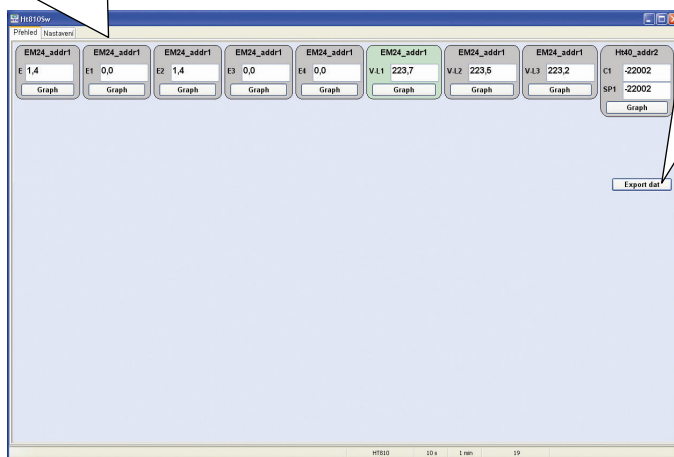 Ht810Sw
Přehled Nastavení
EM24_addr1 EM24_addr1 EM24_addr1 EM24_addr1 EM24_addr1 EM24_addr1 EM24_addr1 EM24_addr1 Ht40_addr2
E 1,4 E1 0,0 E2 1,4 E3 0,0 E4 0,0 V-L1 223,7 V-L2 223,5 V-L3 223,2 C1 -22002
Graph Graph Graph Graph Graph Graph Graph Graph SP1 -22002
Graph
Export dat
HT810 10 s 1 min 19